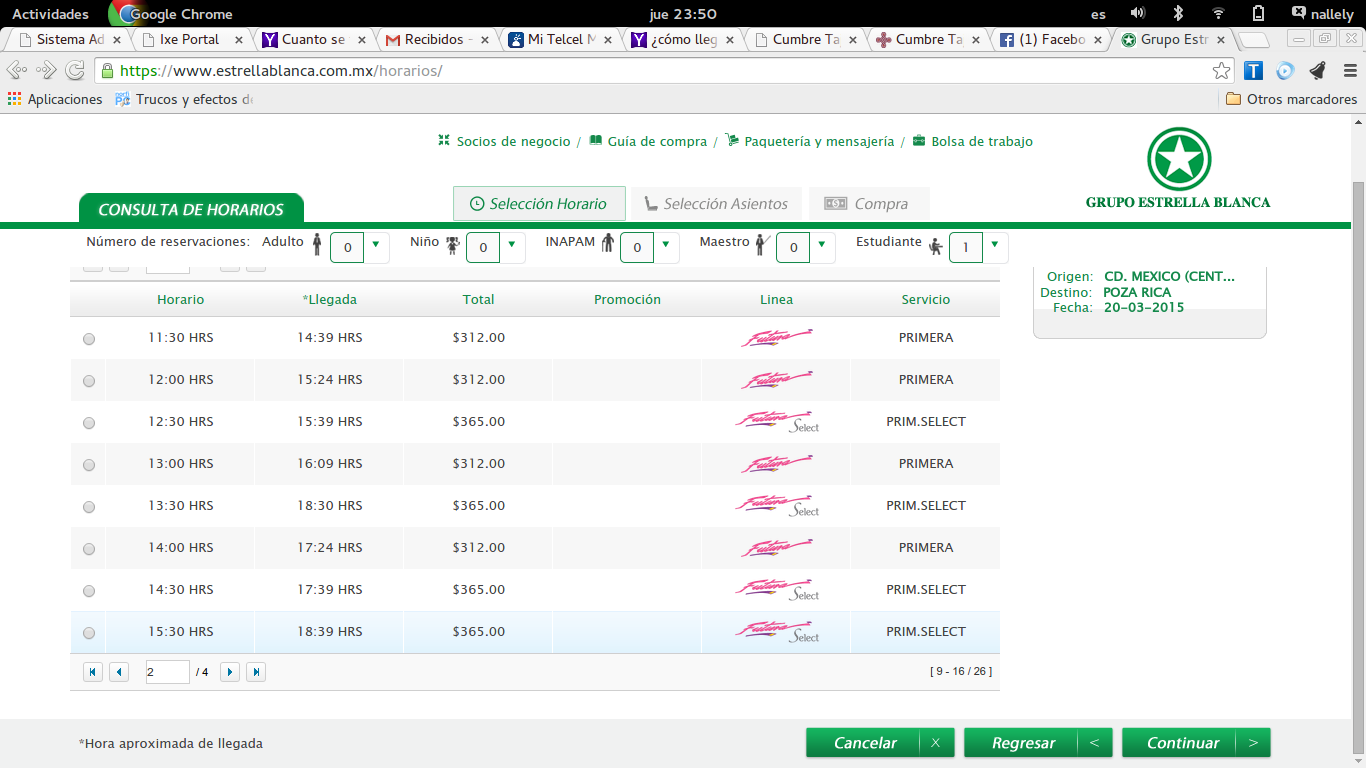 Actividades Google Chrome jue 23:50 es nallely
Sistema Ad Ixe Portal Cuanto se Recibidos - Mi Telcel M ¿cómo lleg Cumbre Ta Cumbre Ta (1) Facebo Grupo Estr
https://www.estrellablanca.com.mx/horarios/
Aplicaciones Trucos y efectos de Otros marcadores
Socios de negocio / Guía de compra / Paquetería y mensajería / Bolsa de trabajo
CONSULTA DE HORARIOS Selección Horario Selección Asientos Compra GRUPO ESTRELLA BLANCA
Número de reservaciones: Adulto 0 Niño 0 INAPAM 0 Maestro 0 Estudiante 1
Origen: CD. MEXICO (CENT...
Destino: POZA RICA
Fecha: 20-03-2015
Horario *Llegada Total Promoción Linea Servicio
11:30 HRS 14:39 HRS $312.00 Futura PRIMERA
12:00 HRS 15:24 HRS $312.00 Futura PRIMERA
12:30 HRS 15:39 HRS $365.00 Futura Select PRIM.SELECT
13:00 HRS 16:09 HRS $312.00 Futura PRIMERA
13:30 HRS 18:30 HRS $365.00 Futura Select PRIM.SELECT
14:00 HRS 17:24 HRS $312.00 Futura PRIMERA
14:30 HRS 17:39 HRS $365.00 Futura Select PRIM.SELECT
15:30 HRS 18:39 HRS $365.00 Futura Select PRIM.SELECT
2 / 4 [ 9 - 16 / 26 ]
*Hora aproximada de llegada Cancelar X Regresar < Continuar >